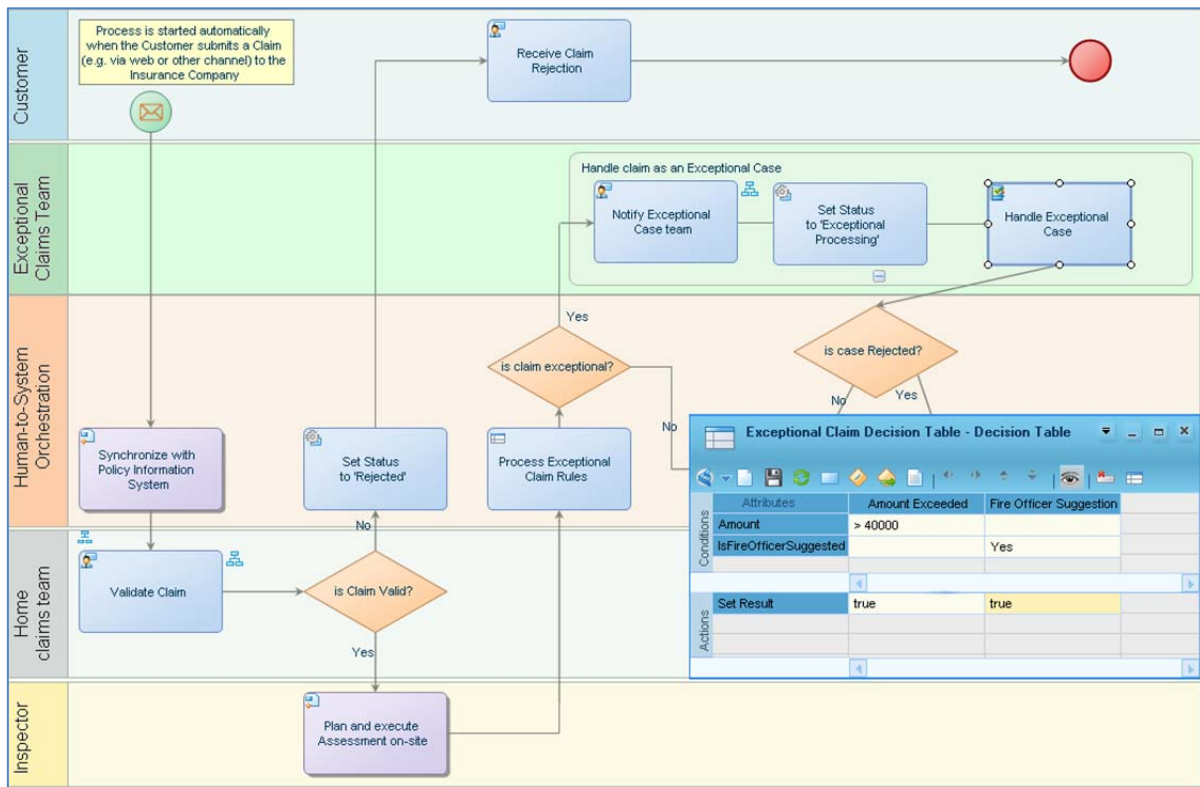 Customer
Process is started automatically
when the Customer submits a Claim
(e.g. via web or other channel) to the
Insurance Company
Receive Claim
Rejection
Exceptional
Claims Team
Handle claim as an Exceptional Case
Notify Exceptional
Case team
Set Status
to 'Exceptional
Processing'
Handle Exceptional
Case
Human-to-System
Orchestration
Yes
is claim exceptional?
No
is case Rejected?
No
Yes
Synchronize with
Policy Information
System
Set Status
to 'Rejected'
Process Exceptional
Claim Rules
Home
claims team
Validate Claim
No
is Claim Valid?
Yes
Exceptional Claim Decision Table - Decision Table
Conditions
Attributes
Amount Exceeded
Fire Officer Suggestion
Amount
> 40000
IsFireOfficerSuggested
Yes
Actions
Set Result
true
true
Inspector
Plan and execute
Assessment on-site